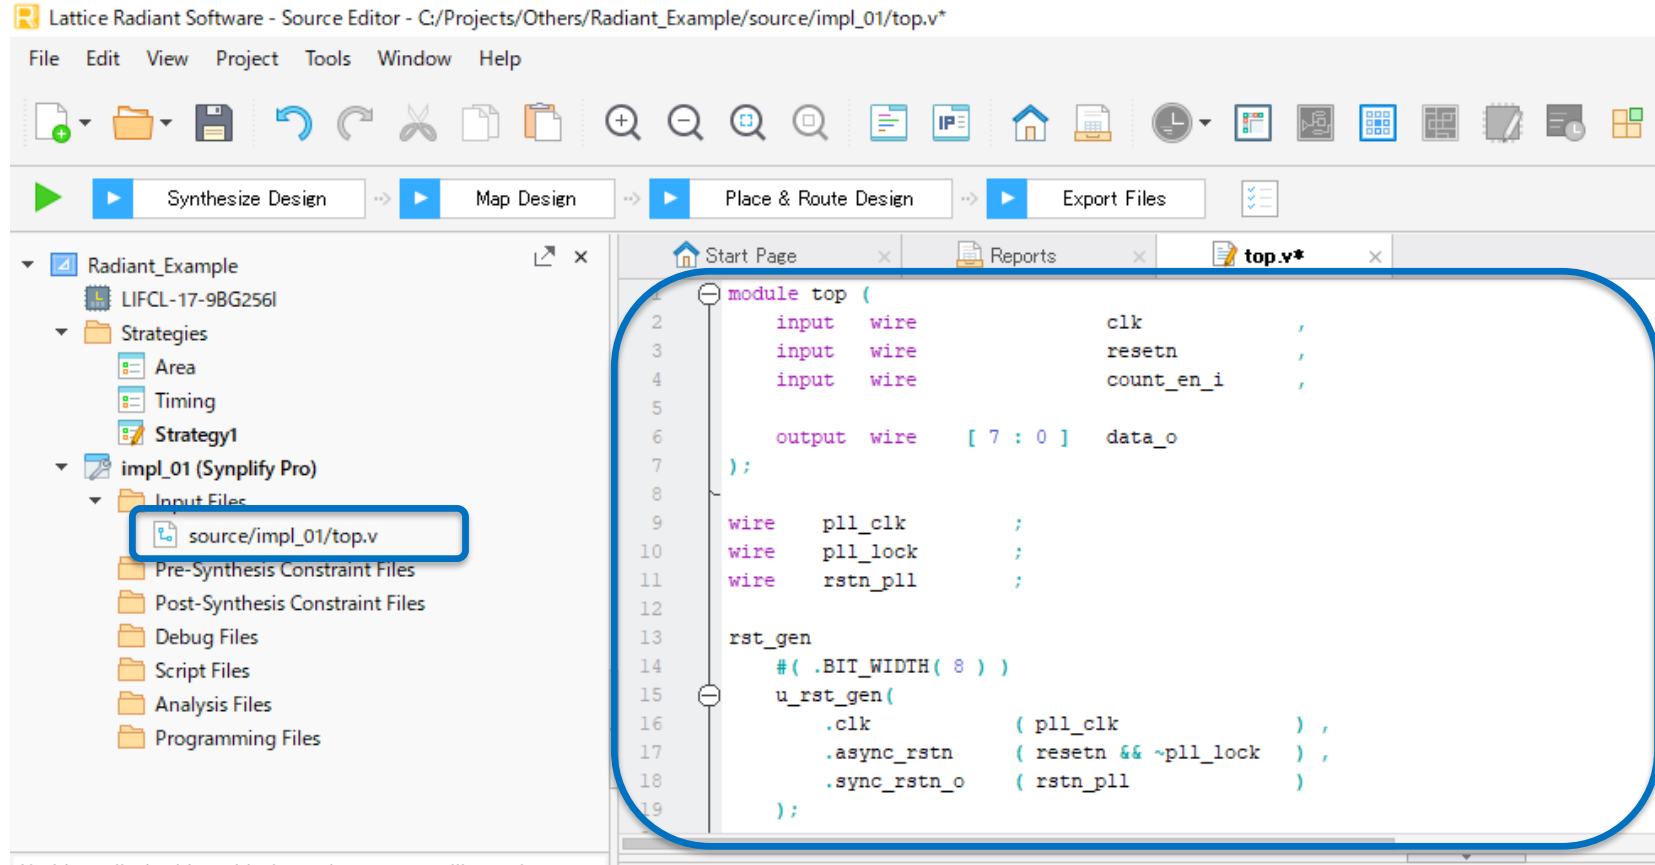 Lattice Radiant Software - Source Editor - C:/Projects/Others/Radiant_Example/source/impl_01/top.v*
File Edit View Project Tools Window Help
IP
Synthesize Design Map Design Place & Route Design Export Files
Radiant_Example
LIFCL-17-9BG256I
Strategies
Area
Timing
Strategy1
impl_01 (Synplify Pro)
Input Files
source/impl_01/top.v
Pre-Synthesis Constraint Files
Post-Synthesis Constraint Files
Debug Files
Script Files
Analysis Files
Programming Files
Start Page Reports top.v*
1 module top (
2 input wire clk ,
3 input wire resetn ,
4 input wire count_en_i ,
5
6 output wire [ 7 : 0 ] data_o
7 );
8
9 wire pll_clk ;
10 wire pll_lock ;
11 wire rstn_pll ;
12
13 rst_gen
14 #( .BIT_WIDTH( 8 ) )
15 u_rst_gen(
16 .clk ( pll_clk ) ,
17 .async_rstn ( resetn && ~pll_lock ) ,
18 .sync_rstn_o ( rstn_pll )
19 );